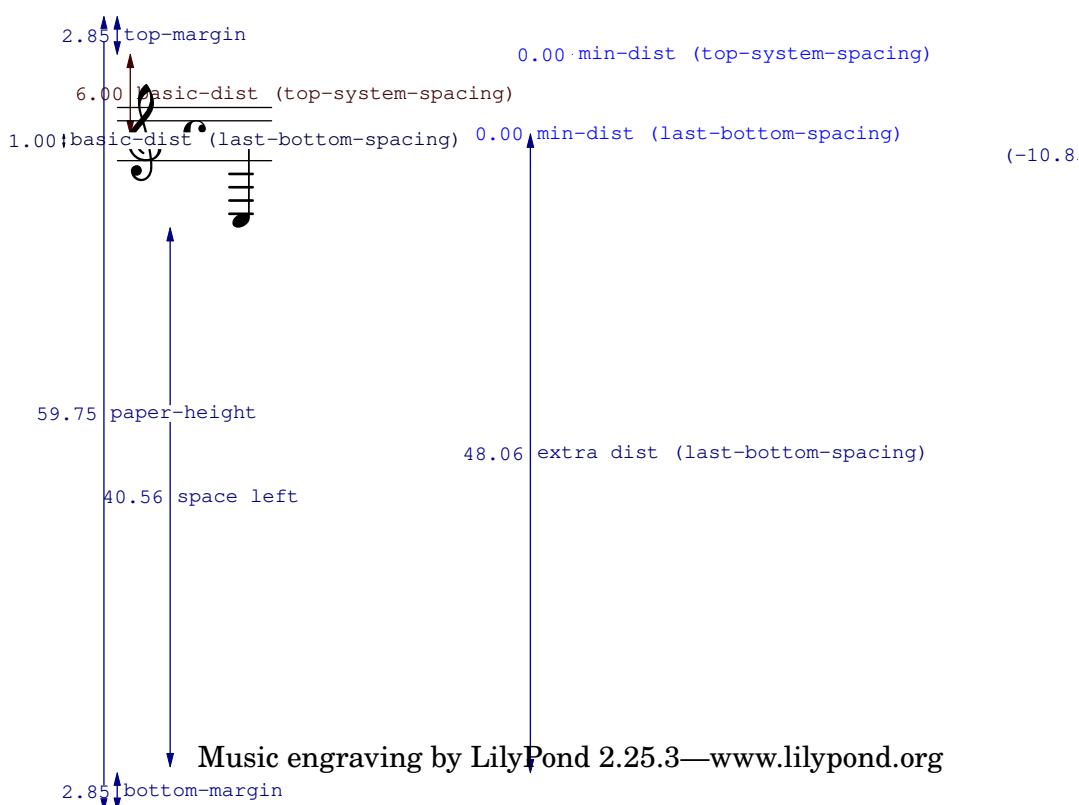 2.85 top-margin
0.00 min-dist (top-system-spacing)
6.00 basic-dist (top-system-spacing)
0.00 min-dist (last-bottom-spacing)
1.00 basic-dist (last-bottom-spacing)
(-10.8
59.75 paper-height
48.06 extra dist (last-bottom-spacing)
40.56 space left
Music engraving by LilyPond 2.25.3—www.lilypond.org
2.85 bottom-margin